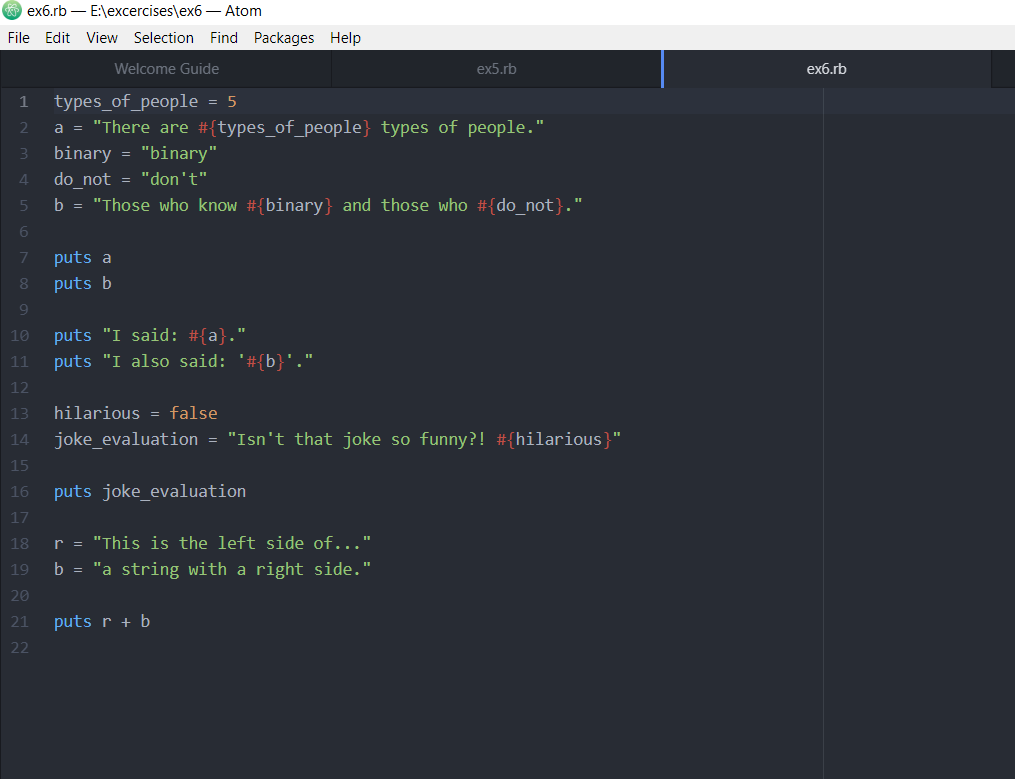 ex6.rb — E:\excercises\ex6 — Atom
File Edit View Selection Find Packages Help
Welcome Guide ex5.rb ex6.rb
1 types_of_people = 5
2 a = "There are #{types_of_people} types of people."
3 binary = "binary"
4 do_not = "don't"
5 b = "Those who know #{binary} and those who #{do_not}."
6
7 puts a
8 puts b
9
10 puts "I said: #{a}."
11 puts "I also said: '#{b}'."
12
13 hilarious = false
14 joke_evaluation = "Isn't that joke so funny?! #{hilarious}"
15
16 puts joke_evaluation
17
18 r = "This is the left side of..."
19 b = "a string with a right side."
20
21 puts r + b
22